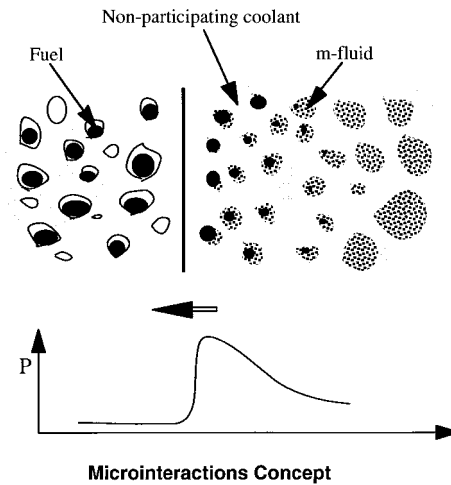 Non-participating coolant
Fuel
m-fluid
P
Microinteractions Concept